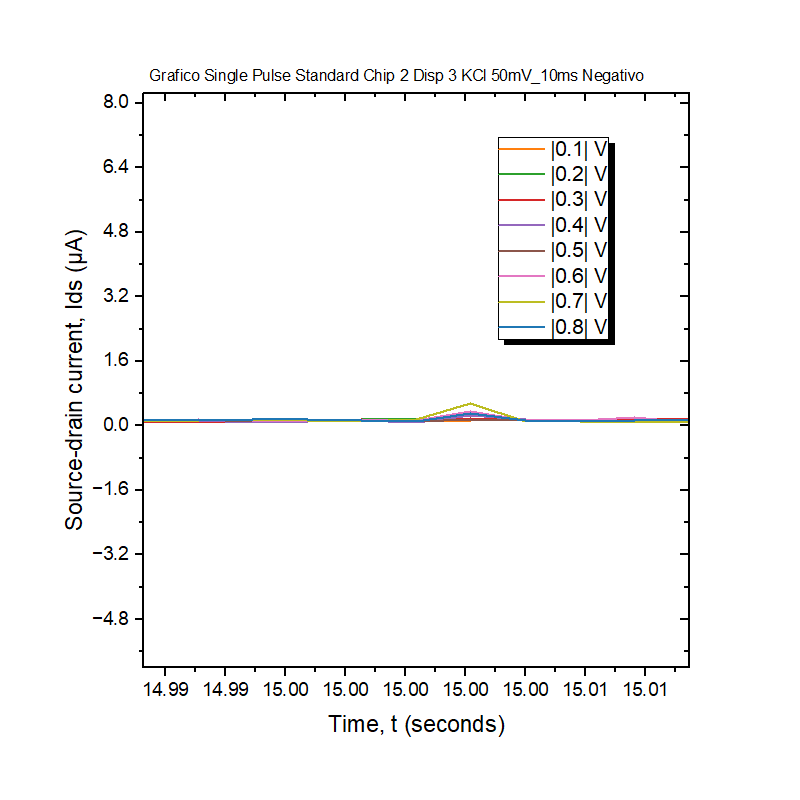 Grafico Single Pulse Standard Chip 2 Disp 3 KCl 50mV_10ms Negativo
8.0
6.4
4.8
3.2
1.6
0.0
−1.6
−3.2
−4.8
Source-drain current, Ids (μA)
|0.1| V
|0.2| V
|0.3| V
|0.4| V
|0.5| V
|0.6| V
|0.7| V
|0.8| V
14.99 14.99 15.00 15.00 15.00 15.00 15.00 15.01 15.01
Time, t (seconds)